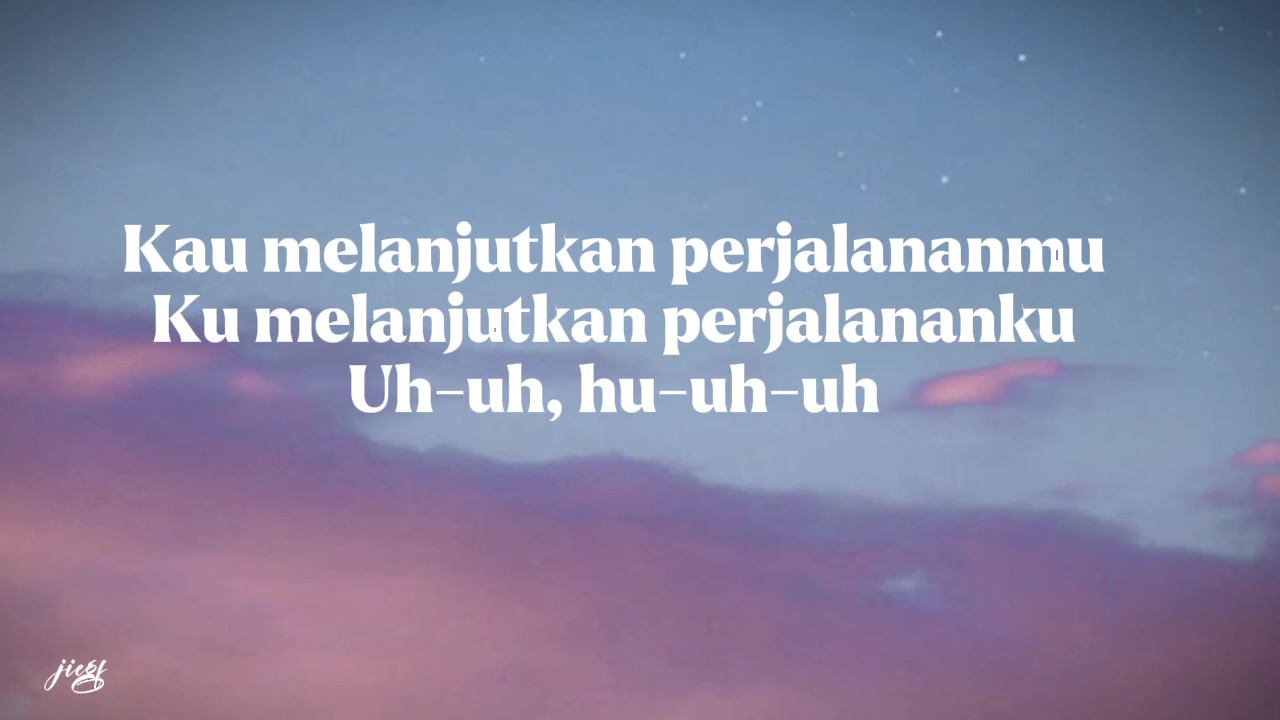 Kau melanjutkan perjalananmu
Ku melanjutkan perjalananku
Uh-uh, hu-uh-uh